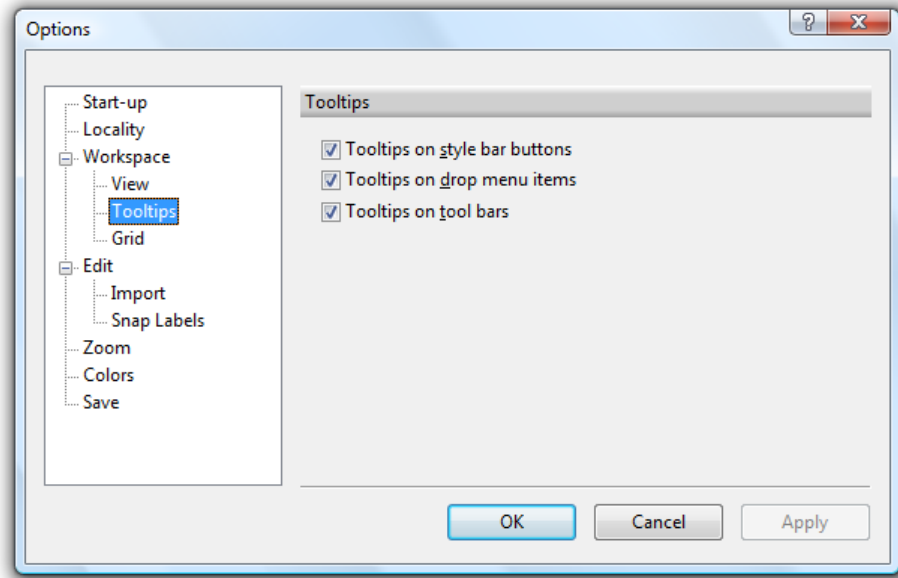 Options
?
Start-up
Locality
Workspace
View
Tooltips
Grid
Edit
Import
Snap Labels
Zoom
Colors
Save
Tooltips
Tooltips on style bar buttons
Tooltips on drop menu items
Tooltips on tool bars
OK
Cancel
Apply